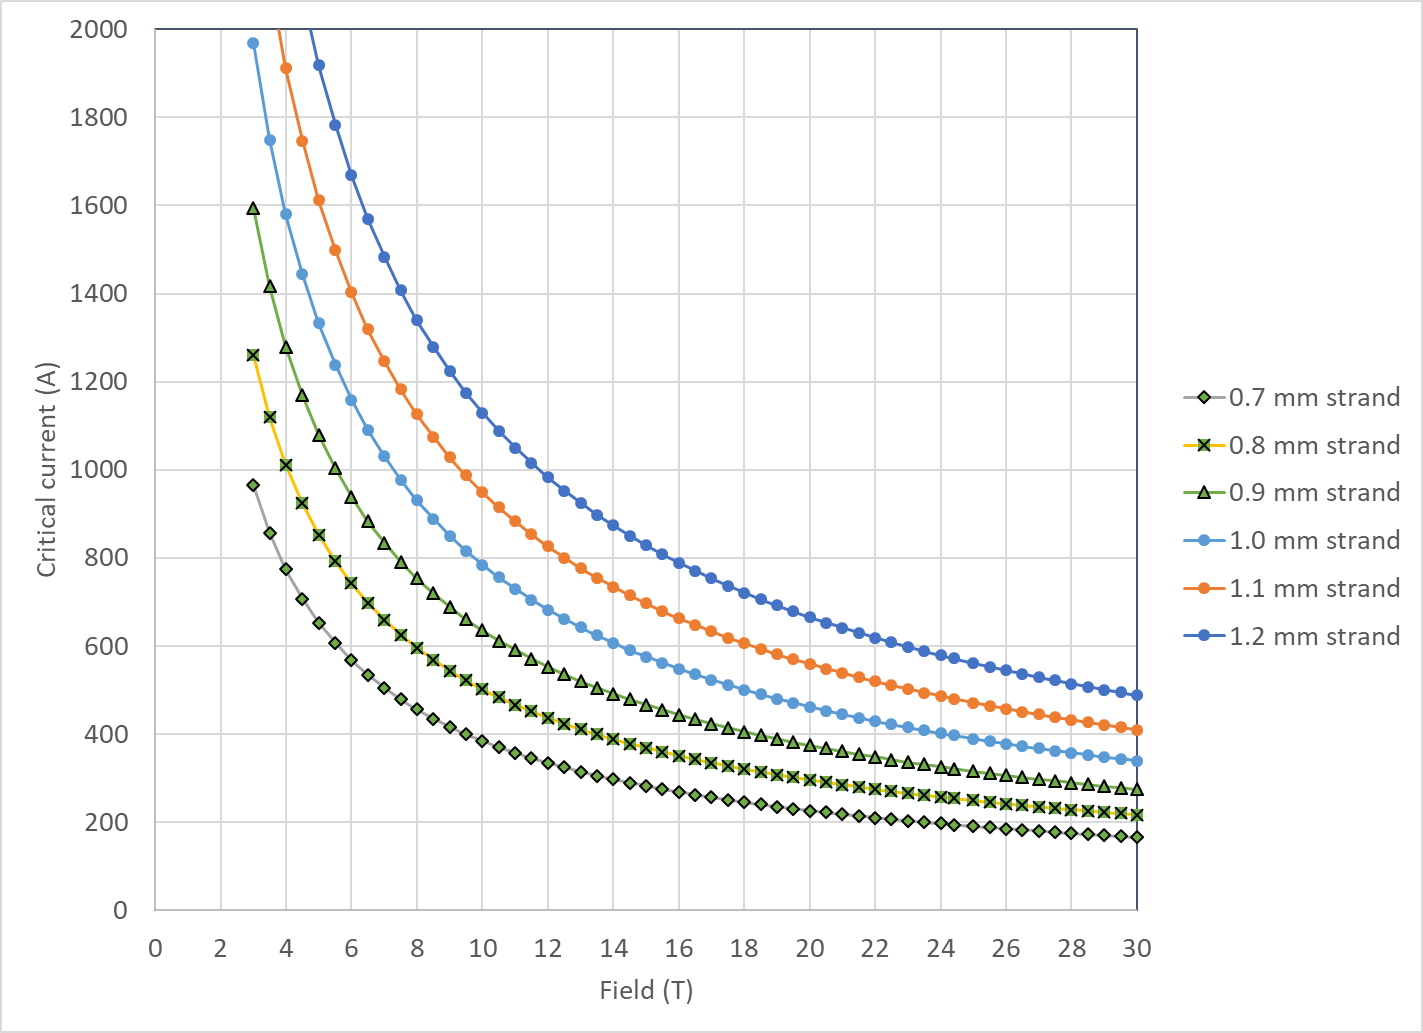 2000
1800
1600
1400
1200
1000
800
600
400
200
0
0 2 4 6 8 10 12 14 16 18 20 22 24 26 28 30
Critical current (A)
Field (T)
0.7 mm strand
0.8 mm strand
0.9 mm strand
1.0 mm strand
1.1 mm strand
1.2 mm strand